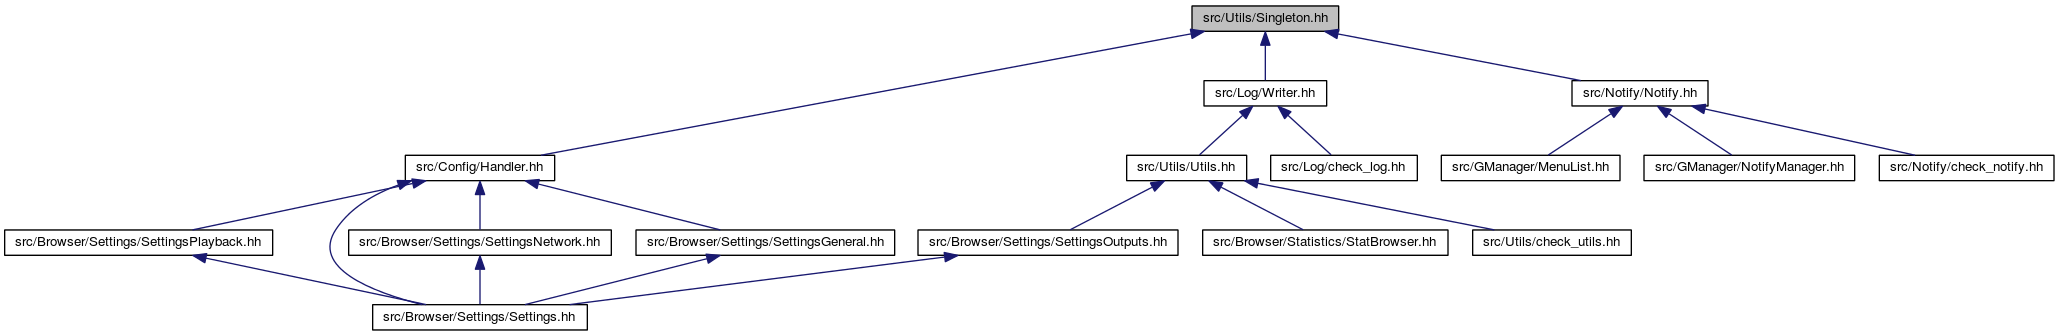 src/Utils/Singleton.hh
src/Log/Writer.hh
src/Notify/Notify.hh
src/Config/Handler.hh
src/Utils/Utils.hh
src/Log/check_log.hh
src/GManager/MenuList.hh
src/GManager/NotifyManager.hh
src/Notify/check_notify.hh
src/Browser/Settings/SettingsPlayback.hh
src/Browser/Settings/SettingsNetwork.hh
src/Browser/Settings/SettingsGeneral.hh
src/Browser/Settings/SettingsOutputs.hh
src/Browser/Statistics/StatBrowser.hh
src/Utils/check_utils.hh
src/Browser/Settings/Settings.hh